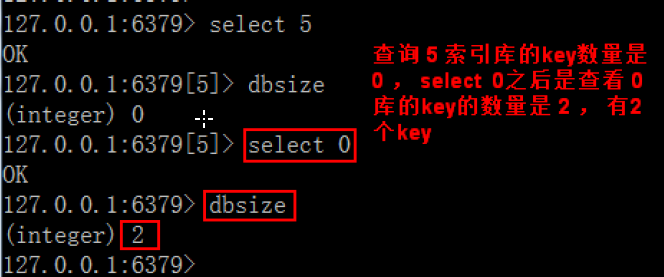 127.0.0.1:6379> select 5
OK
127.0.0.1:6379[5]> dbsize
(integer) 0
127.0.0.1:6379[5]> select 0
OK
127.0.0.1:6379> dbsize
(integer) 2
127.0.0.1:6379>
查询 5 索引库的key数量是
0 ， select 0之后是查看 0
库的key的数量是 2 ， 有2
个key